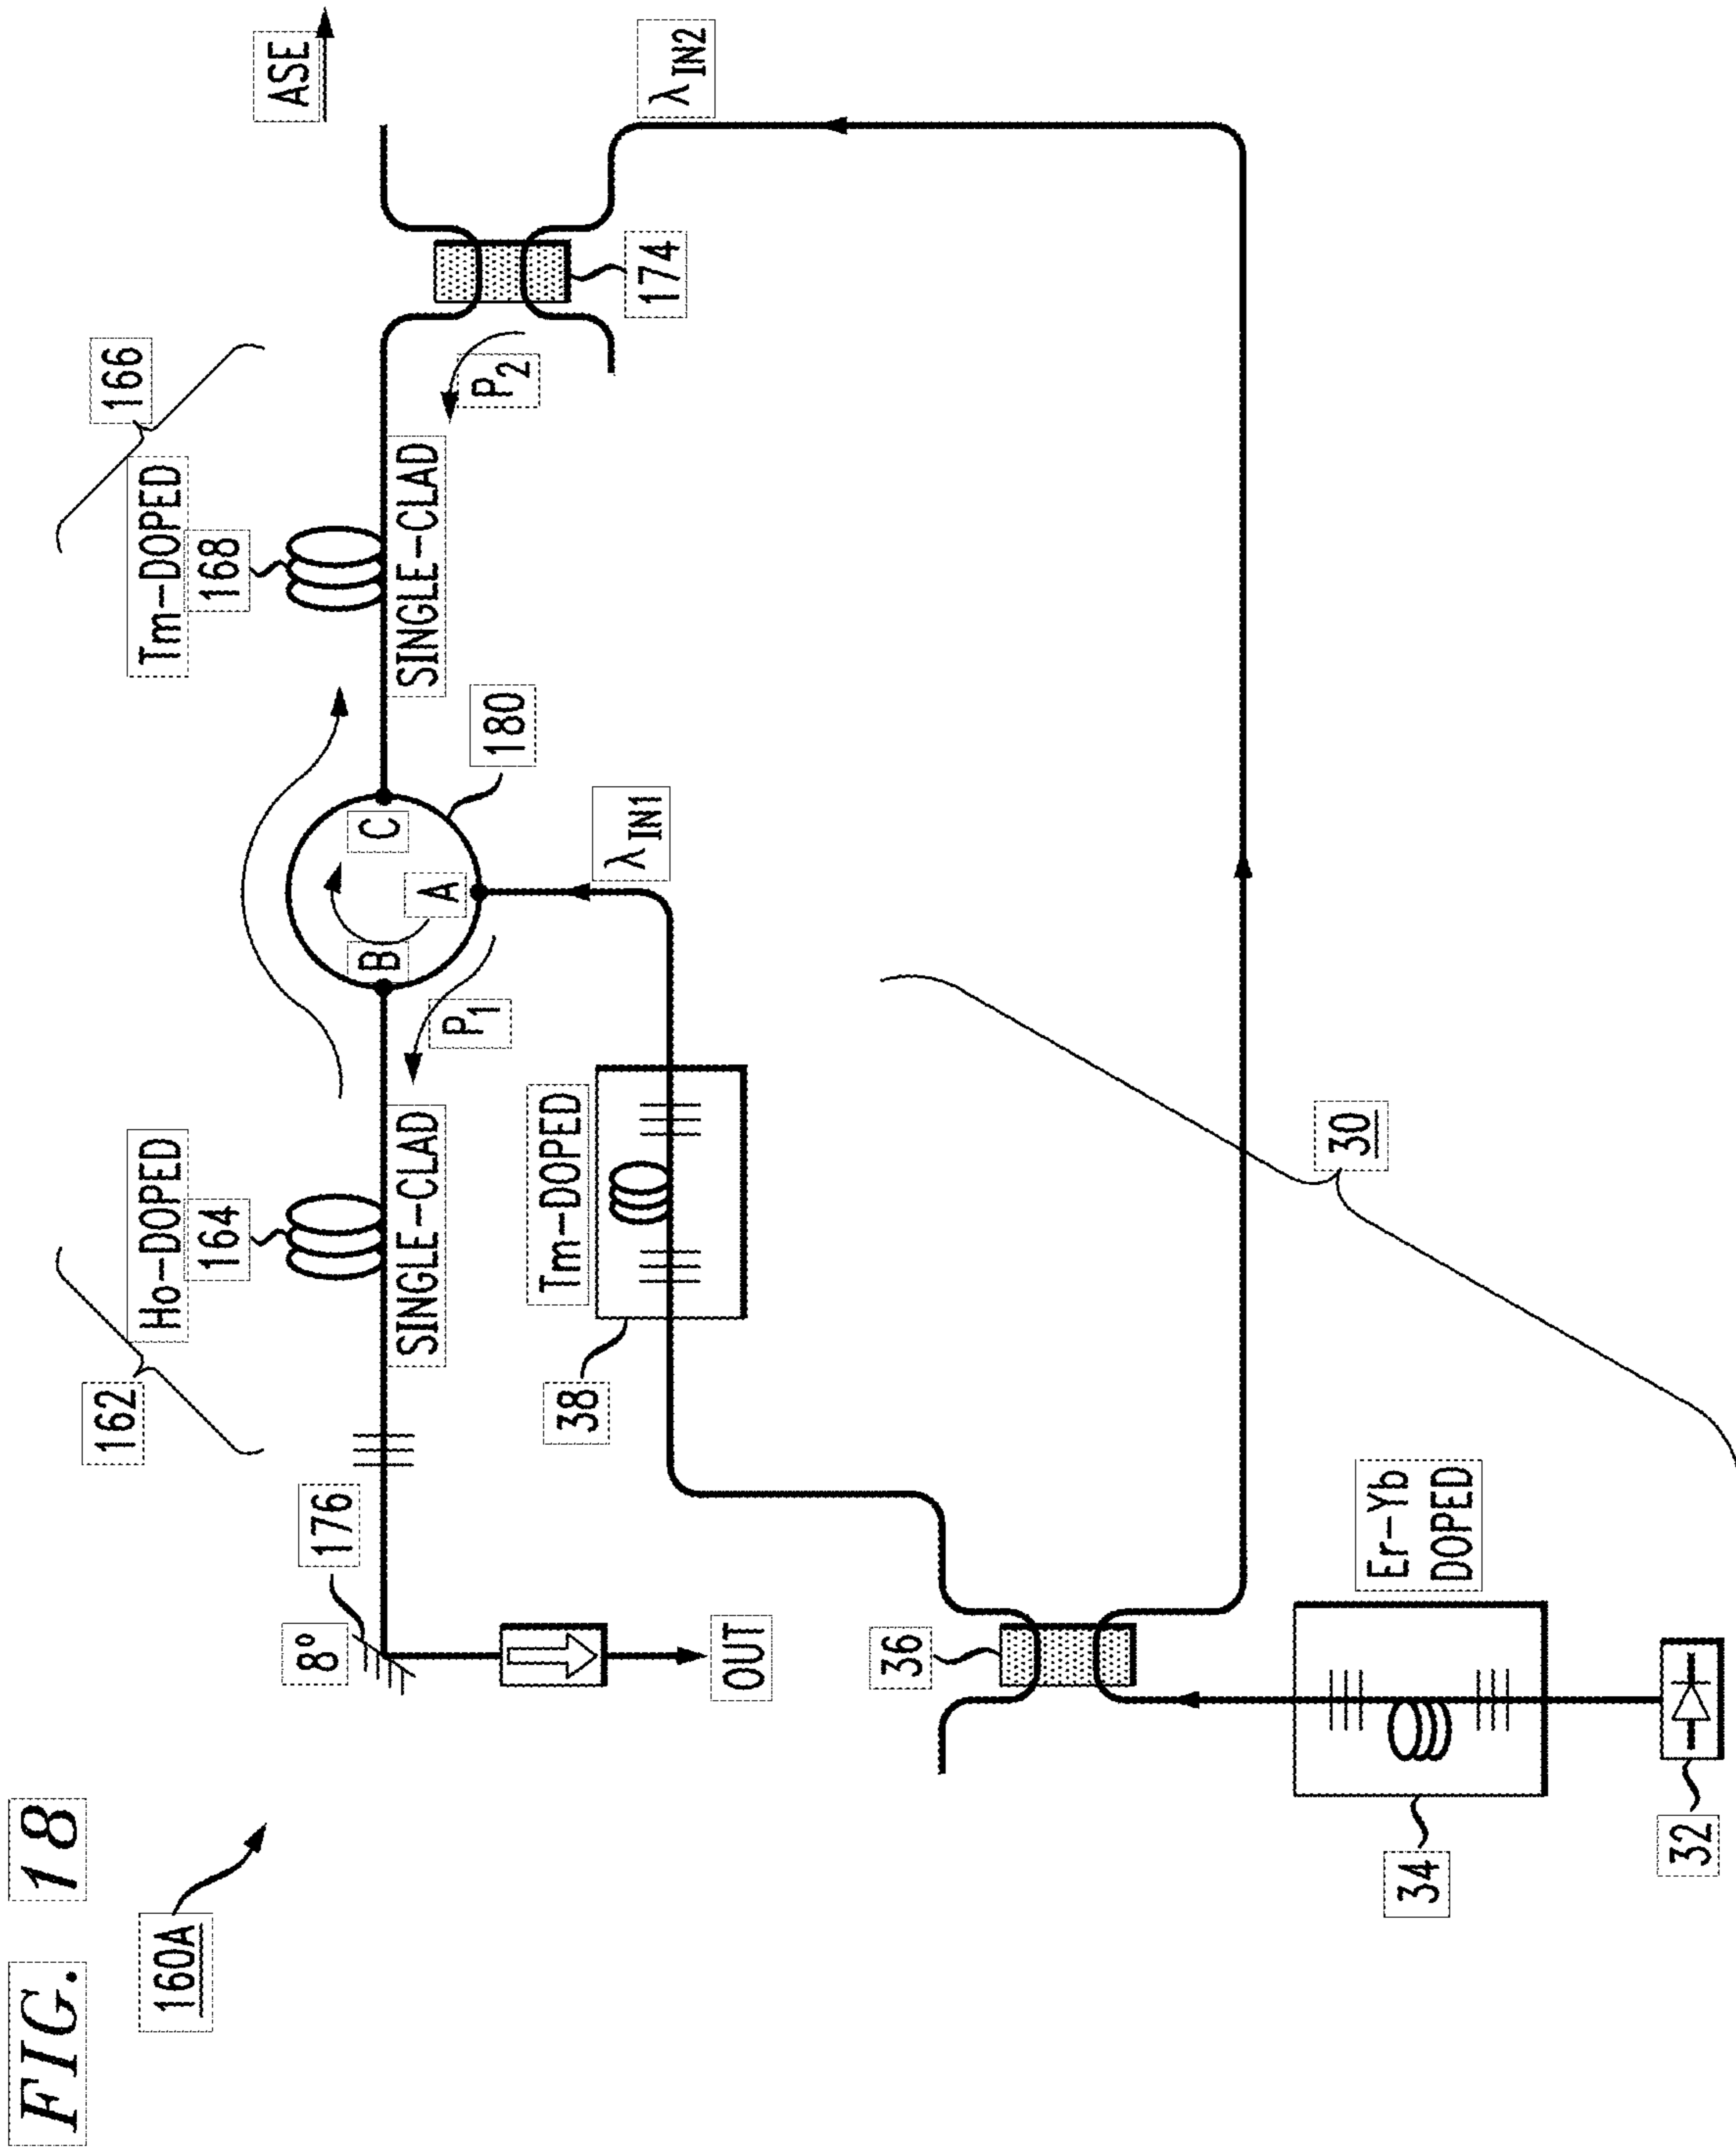 FIG. 18
160A
162
Ho-DOPED
164
SINGLE-CLAD
166
Tm-DOPED
168
SINGLE-CLAD
ASE
8°
176
OUT
B
C
A
180
P1
P2
174
λIN1
λIN2
Tm-DOPED
38
36
30
Er-Yb
DOPED
34
32